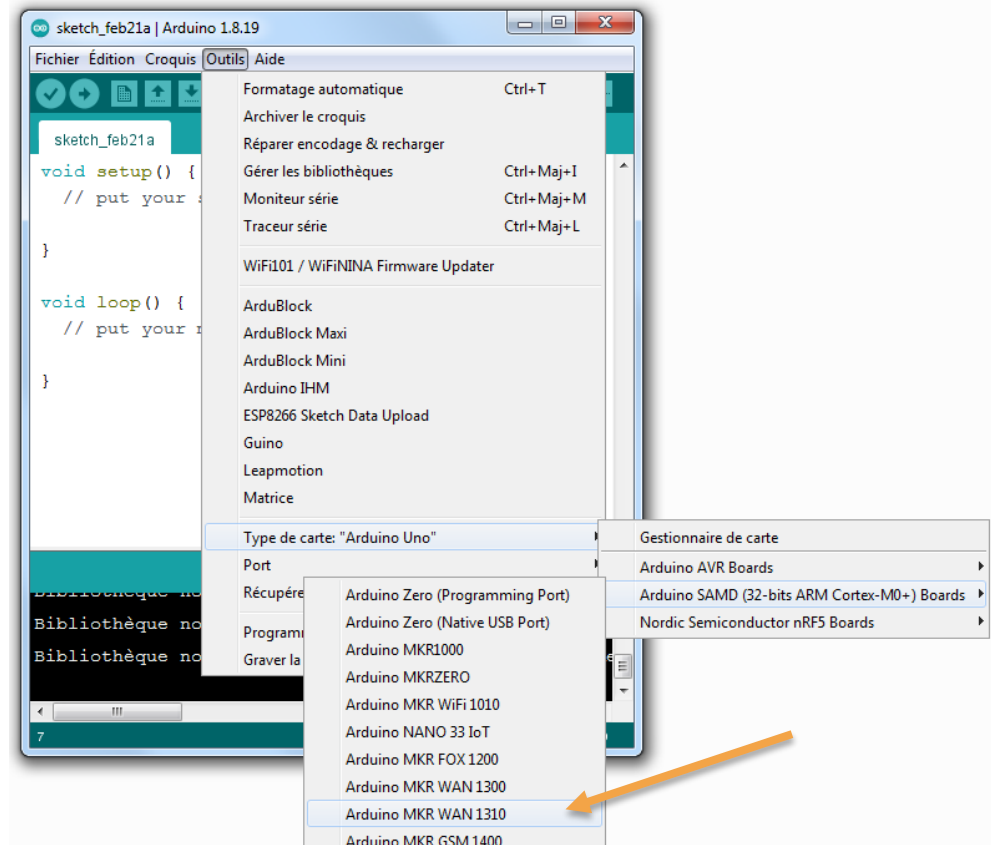 sketch_feb21a | Arduino 1.8.19
Fichier Édition Croquis Outils Aide
sketch_feb21a
void setup() {
// put your
}
void loop() {
// put your
}
Formatage automatique Ctrl+T
Archiver le croquis
Réparer encodage & recharger
Gérer les bibliothèques Ctrl+Maj+I
Moniteur série Ctrl+Maj+M
Traceur série Ctrl+Maj+L
WiFi101 / WiFiNINA Firmware Updater
ArduBlock
ArduBlock Maxi
ArduBlock Mini
Arduino IHM
ESP8266 Sketch Data Upload
Guino
Leapmotion
Matrice
Type de carte: "Arduino Uno"
Port
Récupére
Program
Graver la
Gestionnaire de carte
Arduino AVR Boards
Arduino SAMD (32-bits ARM Cortex-M0+) Boards
Nordic Semiconductor nRF5 Boards
Arduino Zero (Programming Port)
Arduino Zero (Native USB Port)
Arduino MKR1000
Arduino MKRZERO
Arduino MKR WiFi 1010
Arduino NANO 33 IoT
Arduino MKR FOX 1200
Arduino MKR WAN 1300
Arduino MKR WAN 1310
Arduino MKR GSM 1400
Bibliothèque no
Bibliothèque no
Bibliothèque no
7